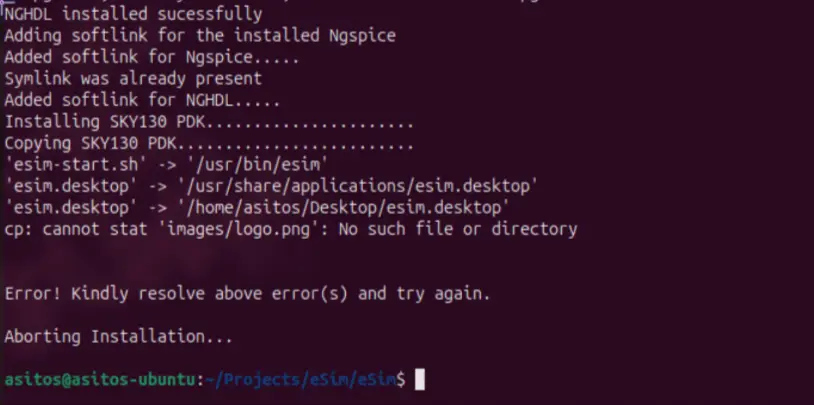 NGHDL installed sucessfully
Adding softlink for the installed Ngspice
Added softlink for Ngspice.....
Symlink was already present
Added softlink for NGHDL.....
Installing SKY130 PDK......................
Copying SKY130 PDK.........................
'esim-start.sh' -> '/usr/bin/esim'
'esim.desktop' -> '/usr/share/applications/esim.desktop'
'esim.desktop' -> '/home/asitos/Desktop/esim.desktop'
cp: cannot stat 'images/logo.png': No such file or directory
Error! Kindly resolve above error(s) and try again.
Aborting Installation...
asitos@asitos-ubuntu:~/Projects/eSim/eSim$